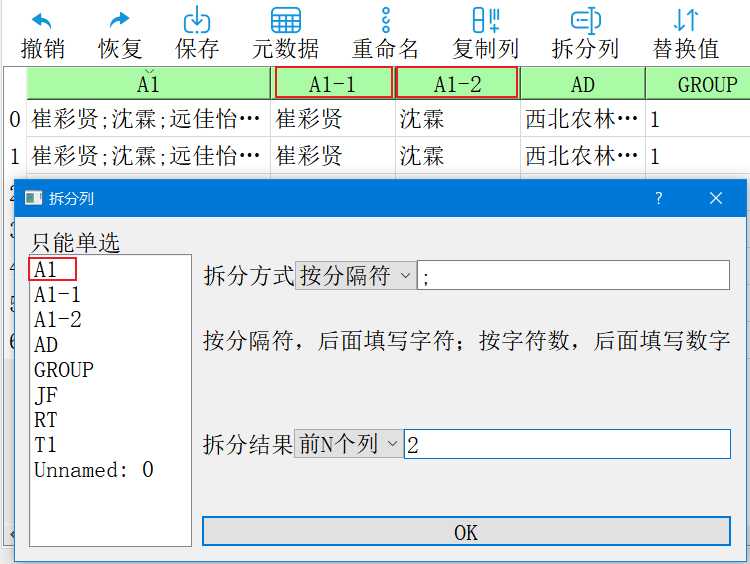 撤销 恢复 保存 元数据 重命名 复制列 拆分列 替换值
A1 A1-1 A1-2 AD GROUP
0 崔彩贤;沈霖;远佳怡… 崔彩贤 沈霖 西北农林… 1
1 崔彩贤;沈霖;远佳怡… 崔彩贤 沈霖 西北农林… 1
拆分列 ?
只能单选
A1
A1-1
A1-2
AD
GROUP
JF
RT
T1
Unnamed: 0
拆分方式 按分隔符 ;
按分隔符，后面填写字符；按字符数，后面填写数字
拆分结果 前N个列 2
OK